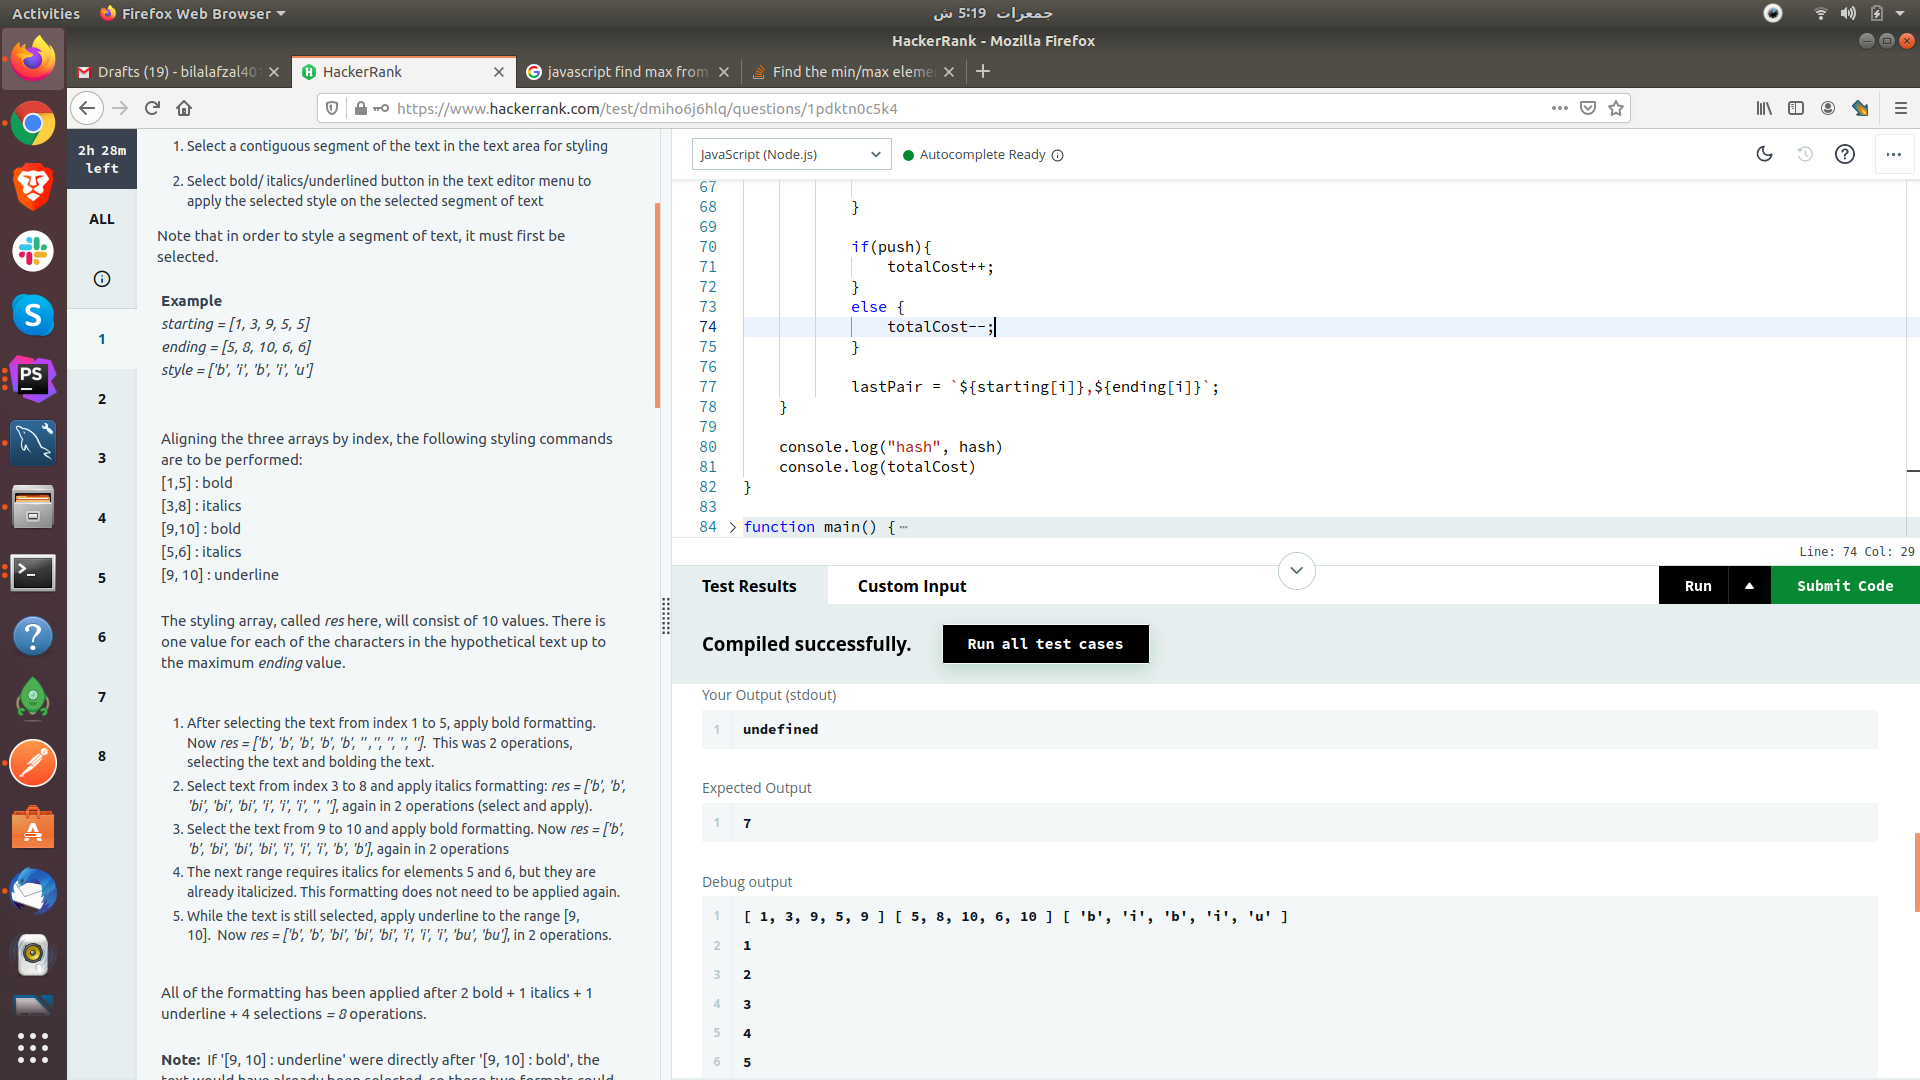 Activities
Firefox Web Browser
جمعرات 5:19 ش
HackerRank - Mozilla Firefox
Drafts (19) - bilalafzal401
HackerRank
javascript find max from
Find the min/max eleme
https://www.hackerrank.com/test/dmiho6j6hlq/questions/1pdktn0c5k4
2h 28m
left
ALL
1
2
3
4
5
6
7
8
1. Select a contiguous segment of the text in the text area for styling
2. Select bold/ italics/underlined button in the text editor menu to
apply the selected style on the selected segment of text
Note that in order to style a segment of text, it must first be
selected.
Example
starting = [1, 3, 9, 5, 5]
ending = [5, 8, 10, 6, 6]
style = ['b', 'i', 'b', 'i', 'u']
Aligning the three arrays by index, the following styling commands
are to be performed:
[1,5] : bold
[3,8] : italics
[9,10] : bold
[5,6] : italics
[9, 10] : underline
The styling array, called res here, will consist of 10 values. There is
one value for each of the characters in the hypothetical text up to
the maximum ending value.
1. After selecting the text from index 1 to 5, apply bold formatting.
Now res = ['b', 'b', 'b', 'b', 'b', '' ,'', '', '', '']. This was 2 operations,
selecting the text and bolding the text.
2. Select text from index 3 to 8 and apply italics formatting: res = ['b', 'b',
'bi', 'bi', 'bi', 'i', 'i', 'i', '', ''], again in 2 operations (select and apply).
3. Select the text from 9 to 10 and apply bold formatting. Now res = ['b',
'b', 'bi', 'bi', 'bi', 'i', 'i', 'i', 'b', 'b'], again in 2 operations
4. The next range requires italics for elements 5 and 6, but they are
already italicized. This formatting does not need to be applied again.
5. While the text is still selected, apply underline to the range [9,
10]. Now res = ['b', 'b', 'bi', 'bi', 'bi', 'i', 'i', 'i', 'bu', 'bu'], in 2 operations.
All of the formatting has been applied after 2 bold + 1 italics + 1
underline + 4 selections = 8 operations.
Note: If '[9, 10] : underline' were directly after '[9, 10] : bold', the
text would have already been selected, so these two formats could
JavaScript (Node.js)
Autocomplete Ready
67
68 }
69
70 if(push){
71 totalCost++;
72 }
73 else {
74 totalCost--;
75 }
76
77 lastPair = `${starting[i]},${ending[i]}`;
78 }
79
80 console.log("hash", hash)
81 console.log(totalCost)
82 }
83
84 function main() {
Line: 74 Col: 29
Test Results
Custom Input
Run
Submit Code
Compiled successfully.
Run all test cases
Your Output (stdout)
1 undefined
Expected Output
1 7
Debug output
1 [ 1, 3, 9, 5, 9 ] [ 5, 8, 10, 6, 10 ] [ 'b', 'i', 'b', 'i', 'u' ]
2 1
3 2
4 3
5 4
6 5
PS